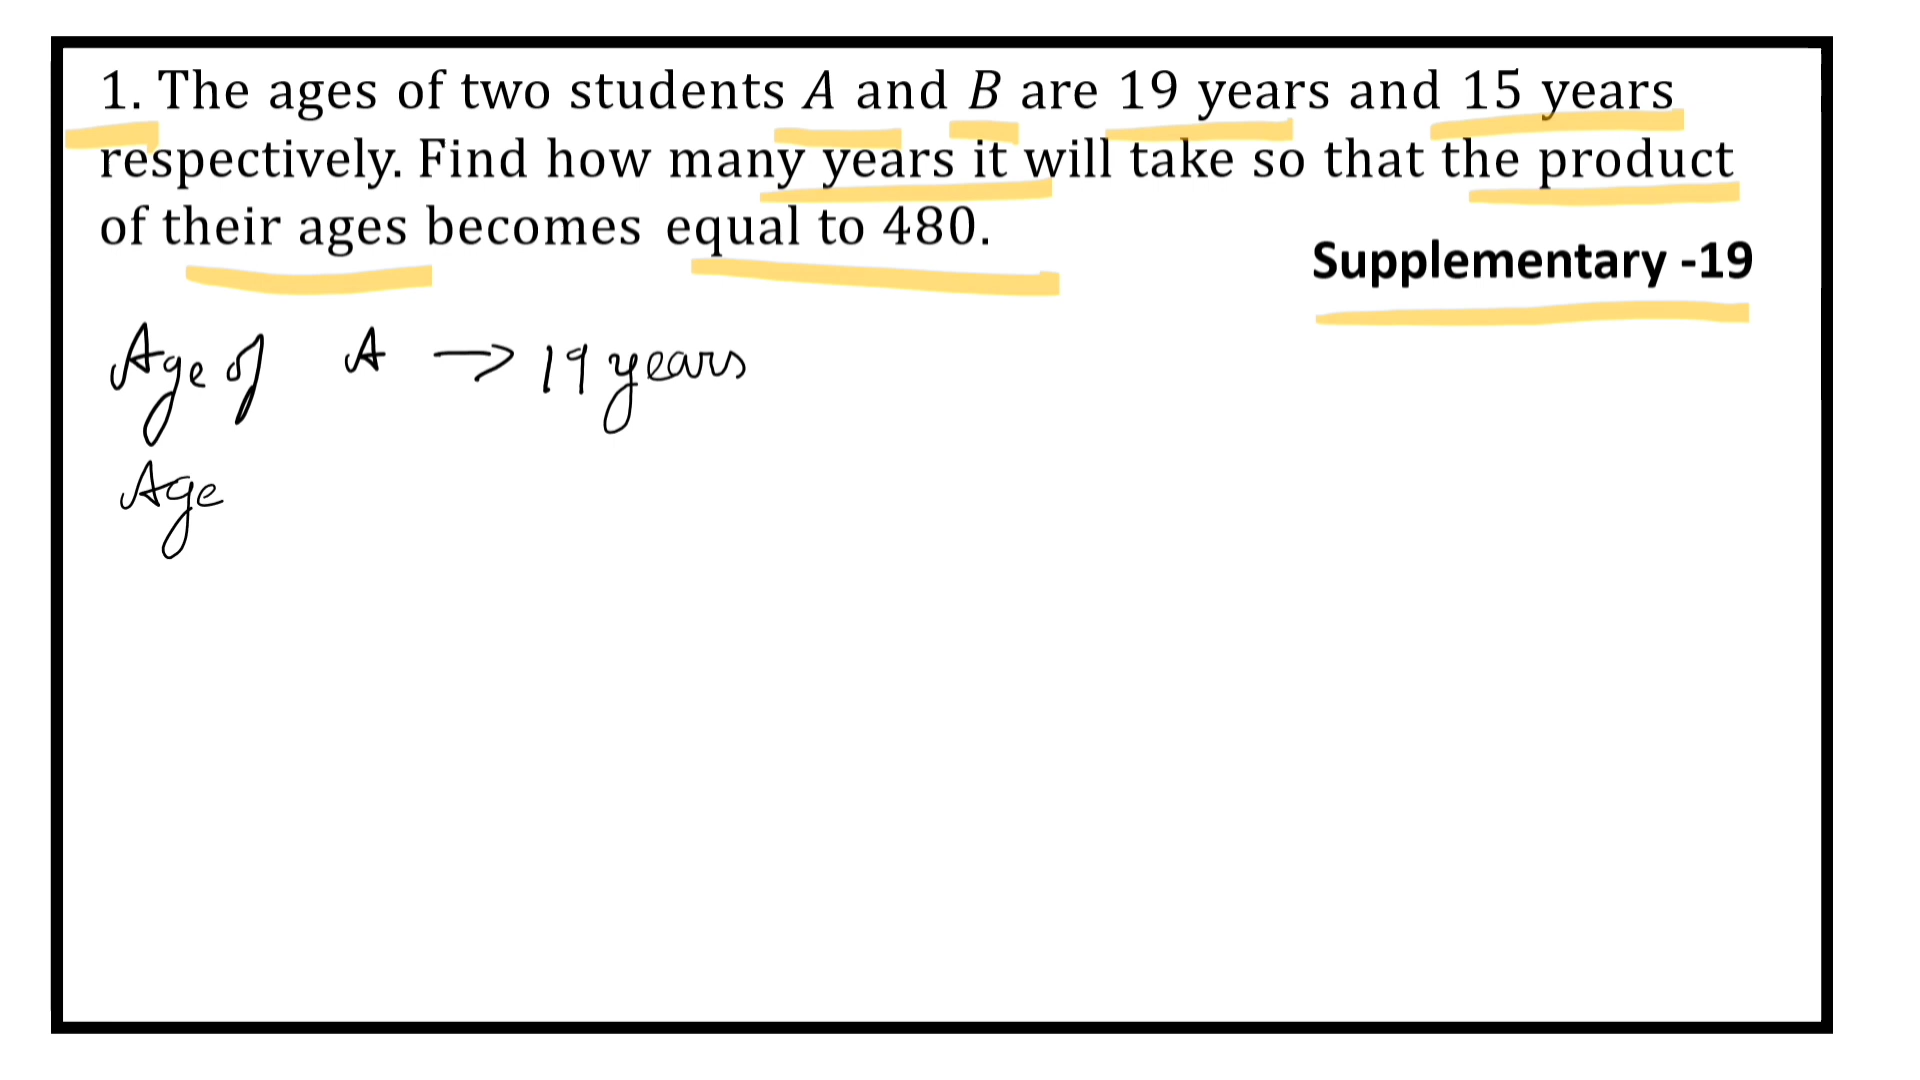 1. The ages of two students A and B are 19 years and 15 years
respectively. Find how many years it will take so that the product
of their ages becomes equal to 480.
Supplementary -19
Age of A → 19 years
Age